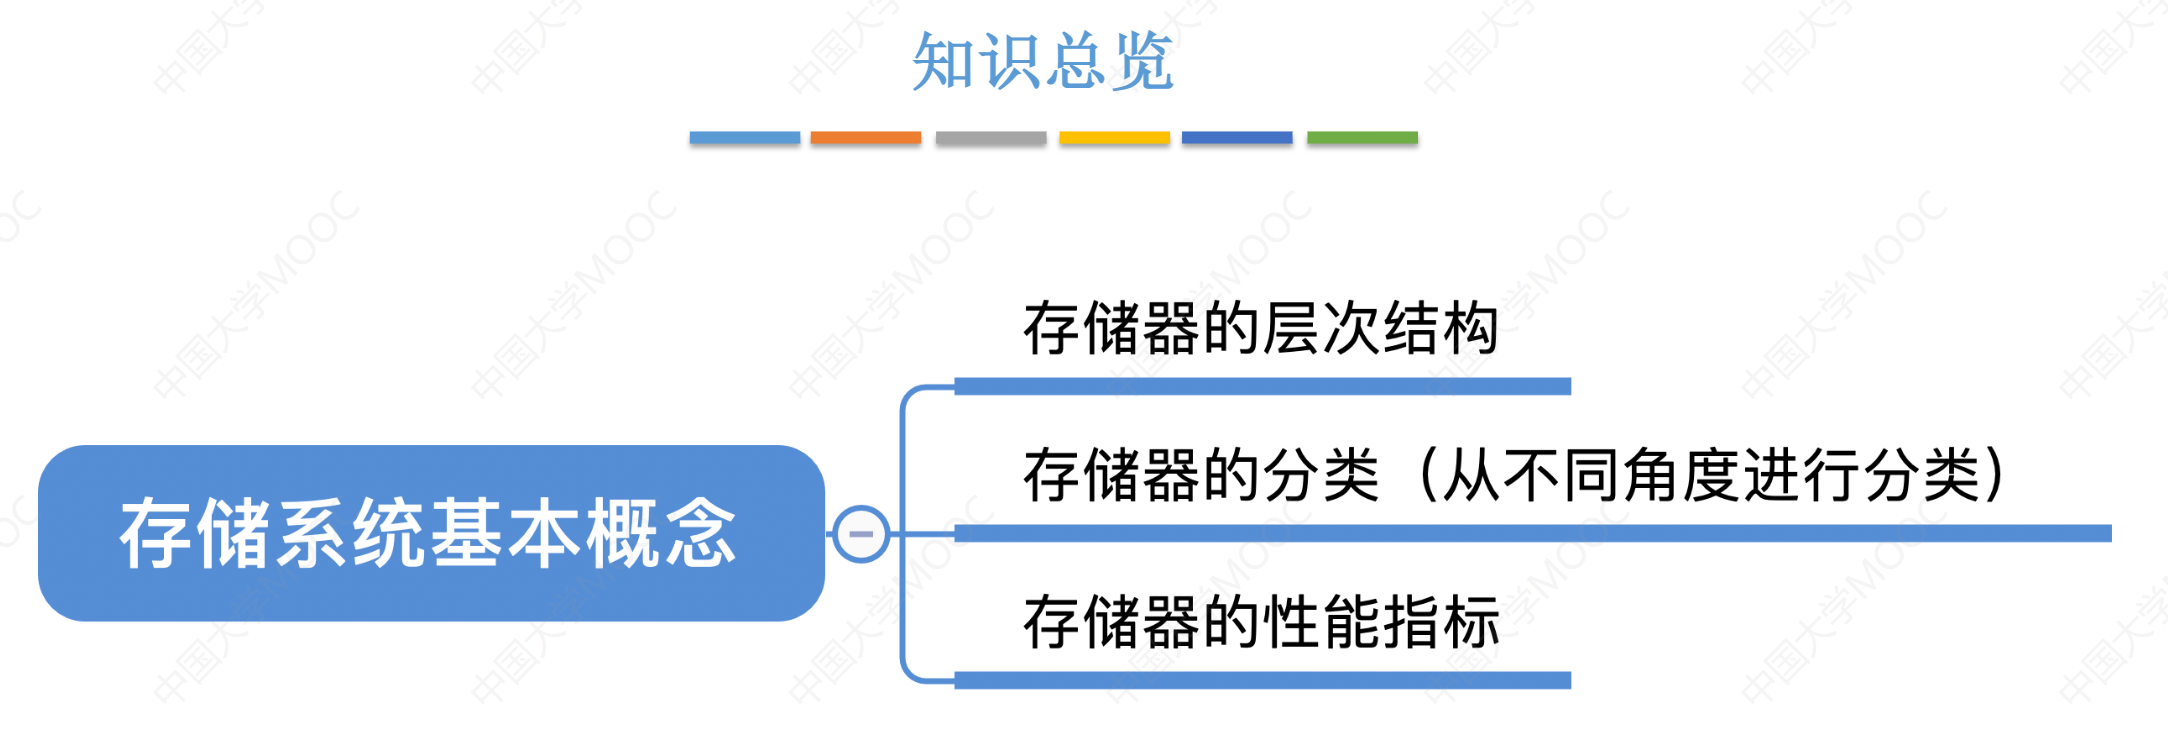 知识总览
存储器的层次结构
存储器的分类（从不同角度进行分类）
存储系统基本概念
存储器的性能指标
中国大学MOOC